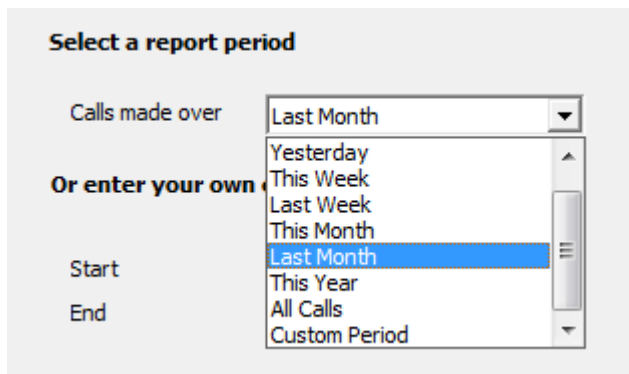 Select a report period
Calls made over Last Month
Yesterday
This Week
Or enter your own
Last Week
This Month
Last Month
Start
This Year
End
All Calls
Custom Period